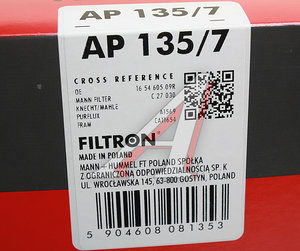 AP 135/7
CROSS REFERENCE
OE 16 54 605 09R
MANN FILTER C 27 030
KNECHT/MAHLE
PURFLUX A1569
FRAM CA11654
FILTRON
MADE IN POLAND
MANN – HUMMEL FT POLAND SPÓŁKA
Z OGRANICZONĄ ODPOWIEDZIALNOŚCIĄ SP. K
UL. WROCŁAWSKA 145, 63-800 GOSTYŃ, POLAND
5 904608 081353
AP 135/7